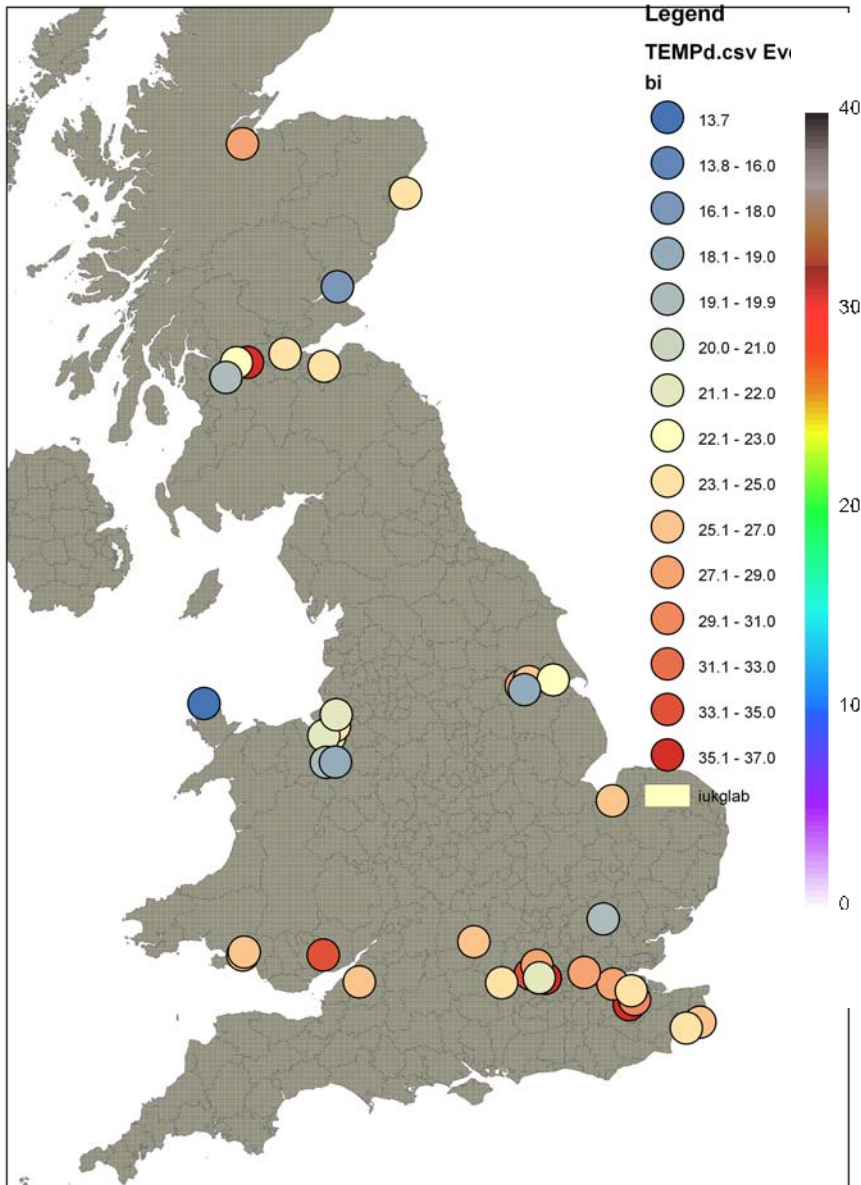 Legend
TEMPd.csv Eve
bi
13.7
13.8 - 16.0
16.1 - 18.0
18.1 - 19.0
19.1 - 19.9
20.0 - 21.0
21.1 - 22.0
22.1 - 23.0
23.1 - 25.0
25.1 - 27.0
27.1 - 29.0
29.1 - 31.0
31.1 - 33.0
33.1 - 35.0
35.1 - 37.0
iukglab
40
30
20
10
0